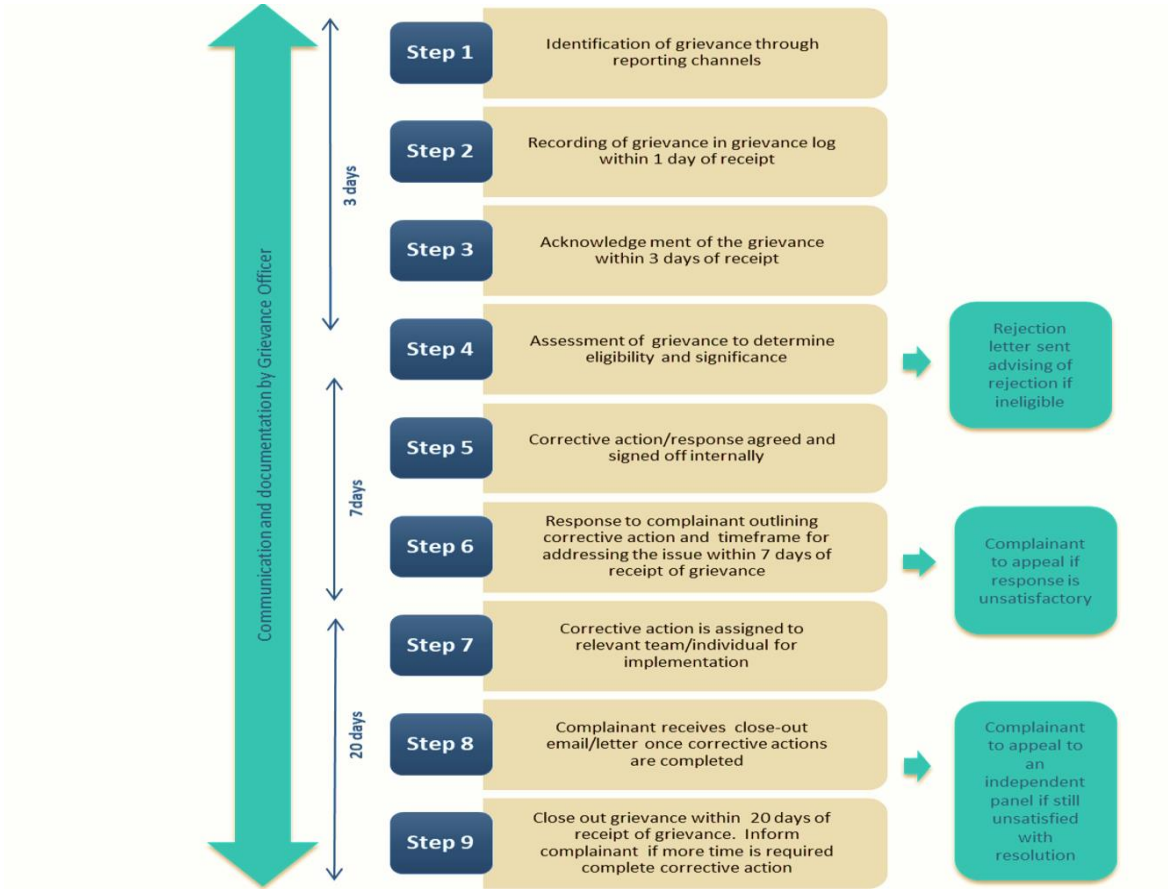 Communication and documentation by Grievance Officer
3 days
7days
20 days
Step 1
Identification of grievance through
reporting channels
Step 2
Recording of grievance in grievance log
within 1 day of receipt
Step 3
Acknowledge ment of the grievance
within 3 days of receipt
Step 4
Assessment of grievance to determine
eligibility and significance
Rejection
letter sent
advising of
rejection if
ineligible
Step 5
Corrective action/response agreed and
signed off internally
Step 6
Response to complainant outlining
corrective action and timeframe for
addressing the issue within 7 days of
receipt of grievance
Complainant
to appeal if
response is
unsatisfactory
Step 7
Corrective action is assigned to
relevant team/individual for
implementation
Step 8
Complainant receives close-out
email/letter once corrective actions
are completed
Complainant
to appeal to
an
independent
panel if still
unsatisfied
with
resolution
Step 9
Close out grievance within 20 days of
receipt of grievance. Inform
complainant if more time is required
complete corrective action